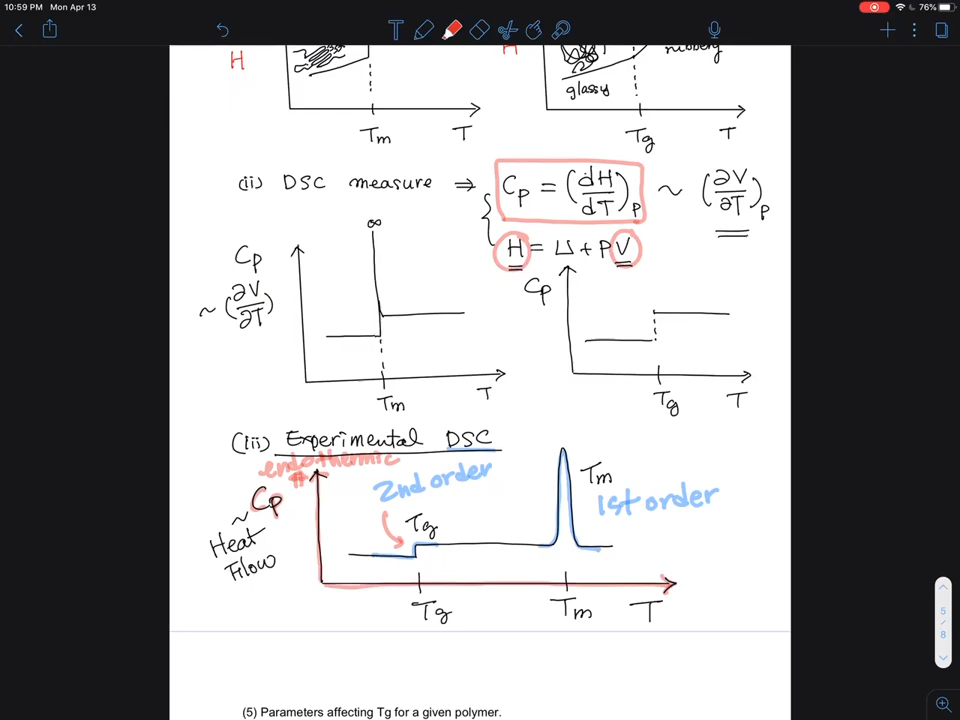 10:59 PM Mon Apr 13
76%
H
H
rubbery
glassy
Tm
T
Tg
T
(ii) DSC measure ⇒ Cp = (dH/dT)p ~ (∂V/∂T)p
H = U + PV
∞
Cp
~ (∂V/∂T)
Tm
T
Cp
Tg
T
(iii) Experimental DSC
endothermic
Cp
~ Heat
Flow
2nd order
Tg
Tm
1st order
Tg
Tm
T
5
/
8
(5) Parameters affecting Tg for a given polymer.